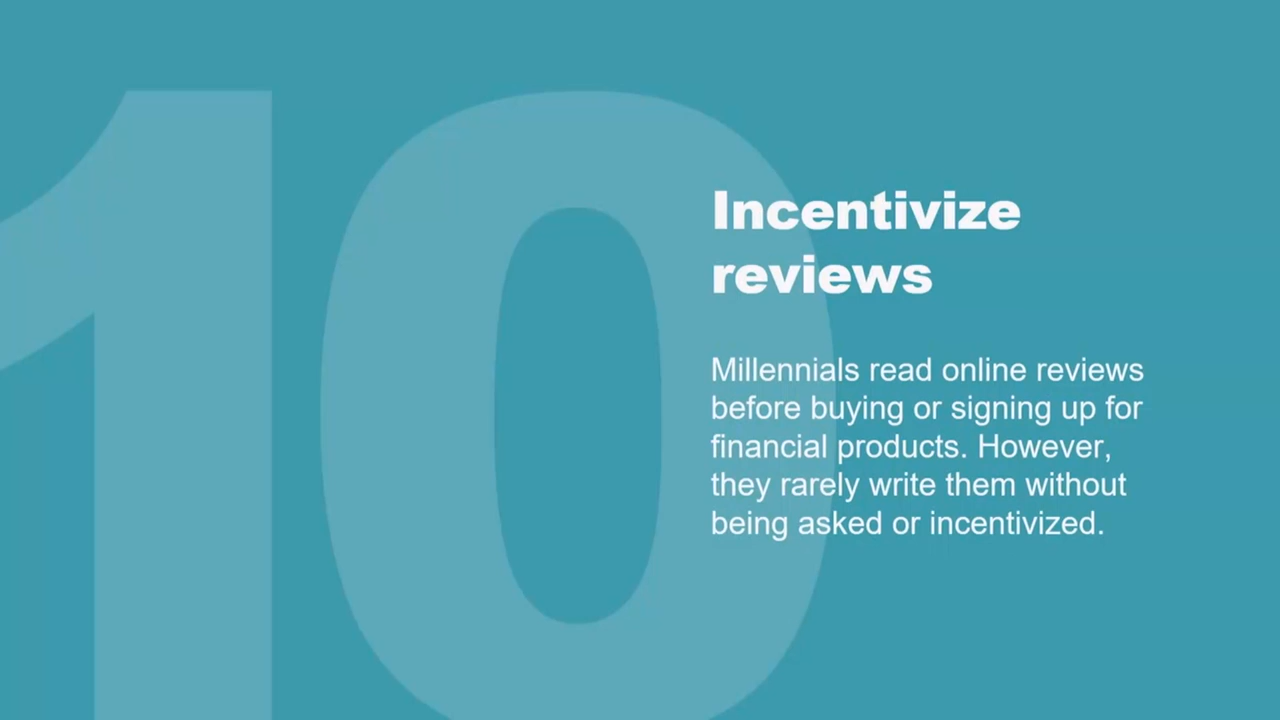 10
Incentivize
reviews
Millennials read online reviews
before buying or signing up for
financial products. However,
they rarely write them without
being asked or incentivized.